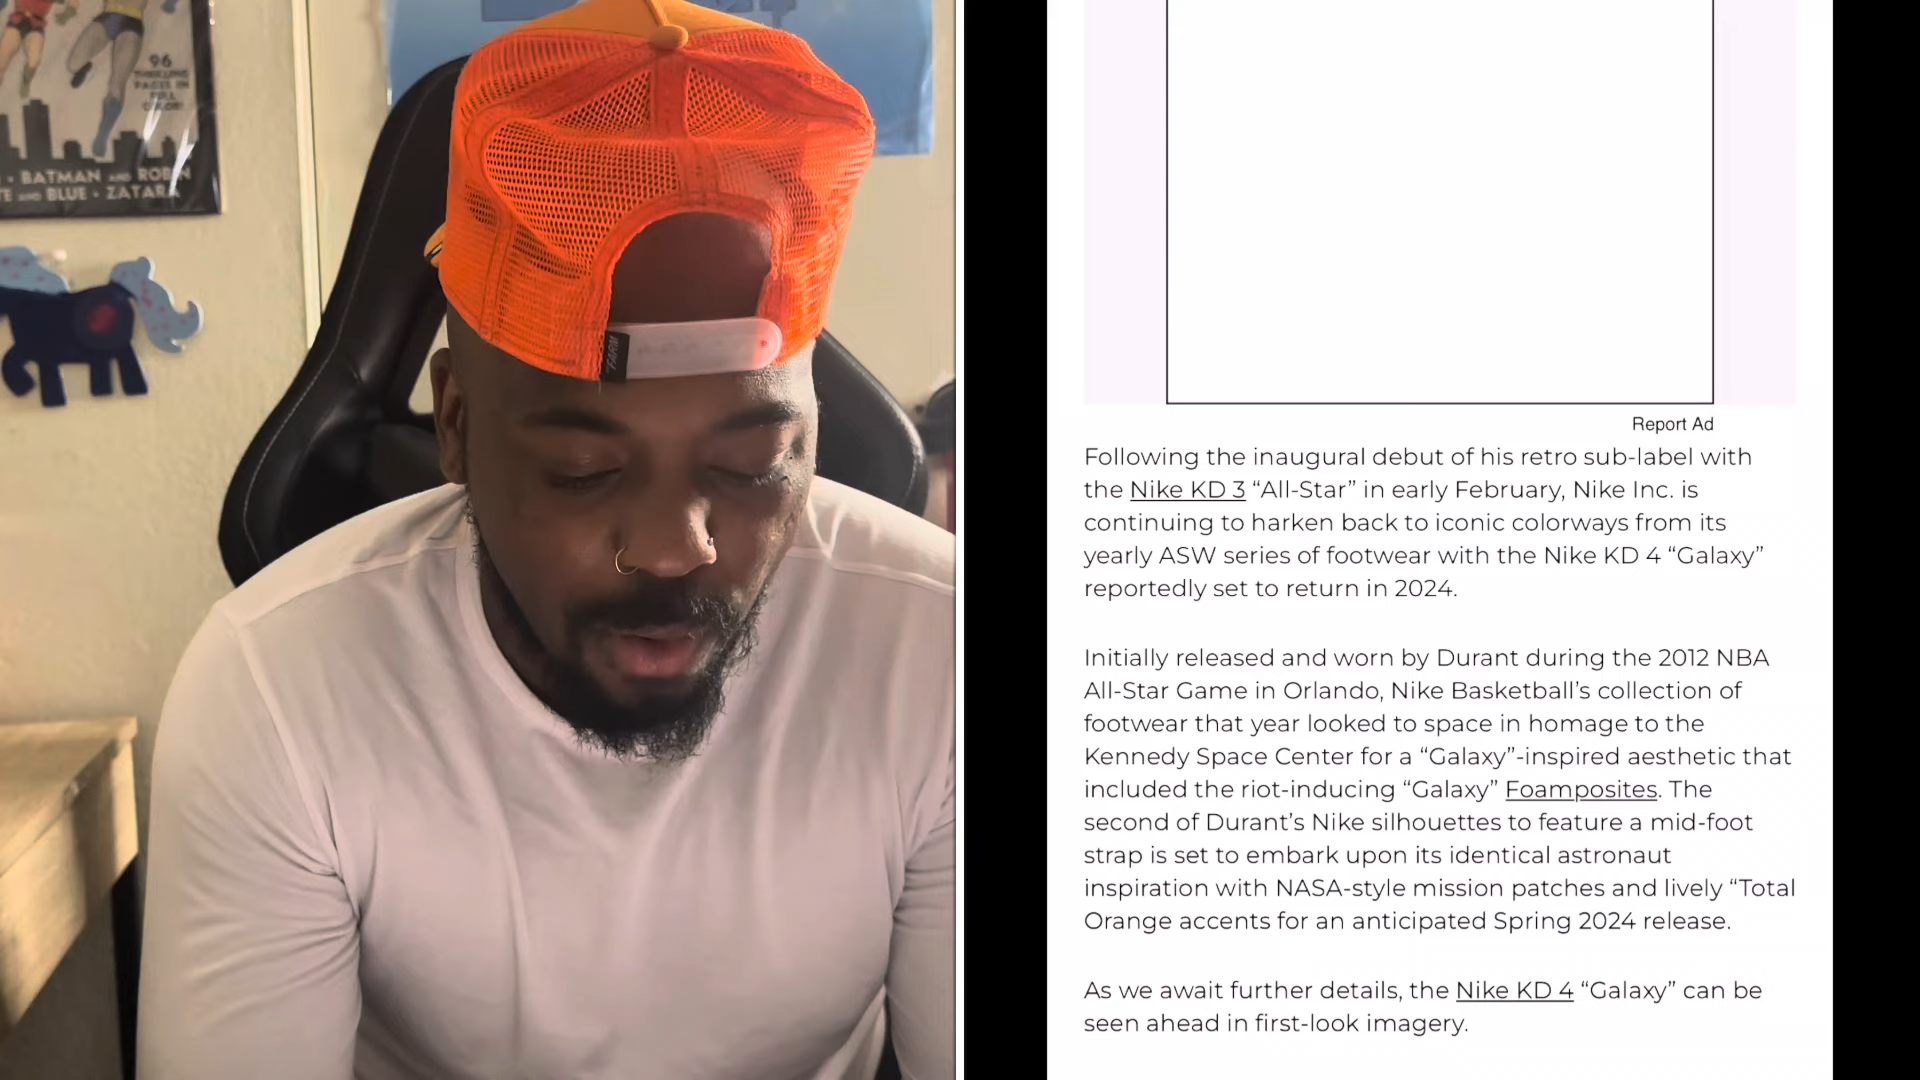 96
THRILLING
PAGES IN
FULL
COLOR!
BATMAN AND ROBIN
AND BLUE • ZATARA
FARM
Report Ad
Following the inaugural debut of his retro sub-label with
the Nike KD 3 “All-Star” in early February, Nike Inc. is
continuing to harken back to iconic colorways from its
yearly ASW series of footwear with the Nike KD 4 “Galaxy”
reportedly set to return in 2024.
Initially released and worn by Durant during the 2012 NBA
All-Star Game in Orlando, Nike Basketball’s collection of
footwear that year looked to space in homage to the
Kennedy Space Center for a “Galaxy”-inspired aesthetic that
included the riot-inducing “Galaxy” Foamposites. The
second of Durant’s Nike silhouettes to feature a mid-foot
strap is set to embark upon its identical astronaut
inspiration with NASA-style mission patches and lively “Total
Orange accents for an anticipated Spring 2024 release.
As we await further details, the Nike KD 4 “Galaxy” can be
seen ahead in first-look imagery.